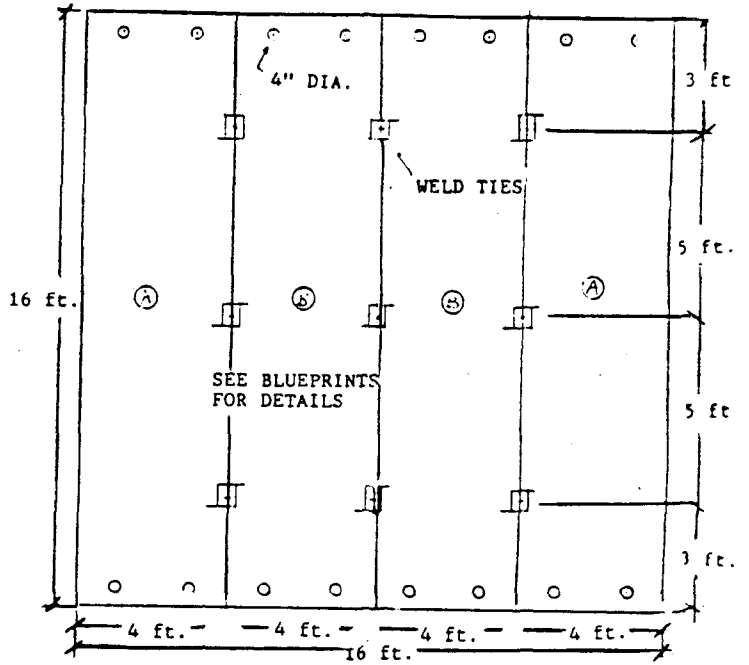 4" DIA.
3 ft
WELD TIES
5 ft.
16 ft.
A B B A
SEE BLUEPRINTS
FOR DETAILS
5 ft
3 ft.
4 ft. 4 ft. 4 ft. 4 ft.
16 ft.